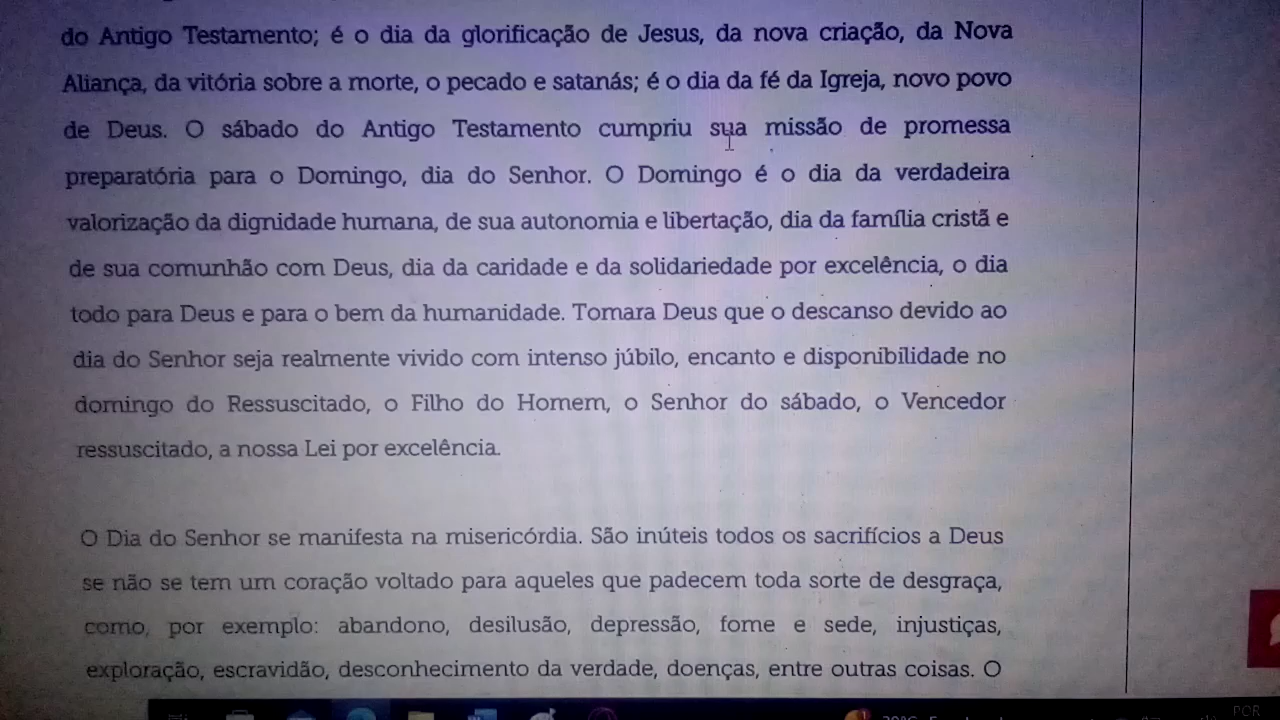 do Antigo Testamento; é o dia da glorificação de Jesus, da nova criação, da Nova
Aliança, da vitória sobre a morte, o pecado e satanás; é o dia da fé da Igreja, novo povo
de Deus. O sábado do Antigo Testamento cumpriu sua missão de promessa
preparatória para o Domingo, dia do Senhor. O Domingo é o dia da verdadeira
valorização da dignidade humana, de sua autonomia e libertação, dia da família cristã e
de sua comunhão com Deus, dia da caridade e da solidariedade por excelência, o dia
todo para Deus e para o bem da humanidade. Tomara Deus que o descanso devido ao
dia do Senhor seja realmente vivido com intenso júbilo, encanto e disponibilidade no
domingo do Ressuscitado, o Filho do Homem, o Senhor do sábado, o Vencedor
ressuscitado, a nossa Lei por excelência.
O Dia do Senhor se manifesta na misericórdia. São inúteis todos os sacrifícios a Deus
se não se tem um coração voltado para aqueles que padecem toda sorte de desgraça,
como, por exemplo: abandono, desilusão, depressão, fome e sede, injustiças,
exploração, escravidão, desconhecimento da verdade, doenças, entre outras coisas. O
POR